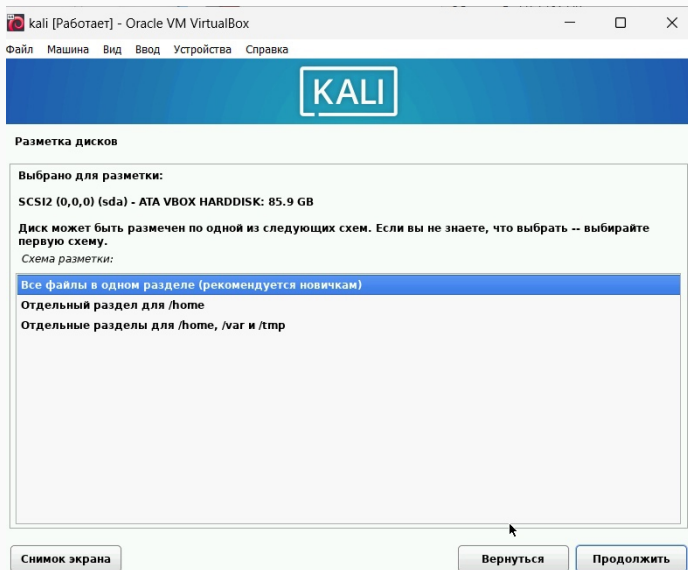 kali [Работает] - Oracle VM VirtualBox
Файл Машина Вид Ввод Устройства Справка
KALI
Разметка дисков
Выбрано для разметки:
SCSI2 (0,0,0) (sda) - ATA VBOX HARDDISK: 85.9 GB
Диск может быть размечен по одной из следующих схем. Если вы не знаете, что выбрать -- выбирайте
первую схему.
Схема разметки:
Все файлы в одном разделе (рекомендуется новичкам)
Отдельный раздел для /home
Отдельные разделы для /home, /var и /tmp
Снимок экрана Вернуться Продолжить